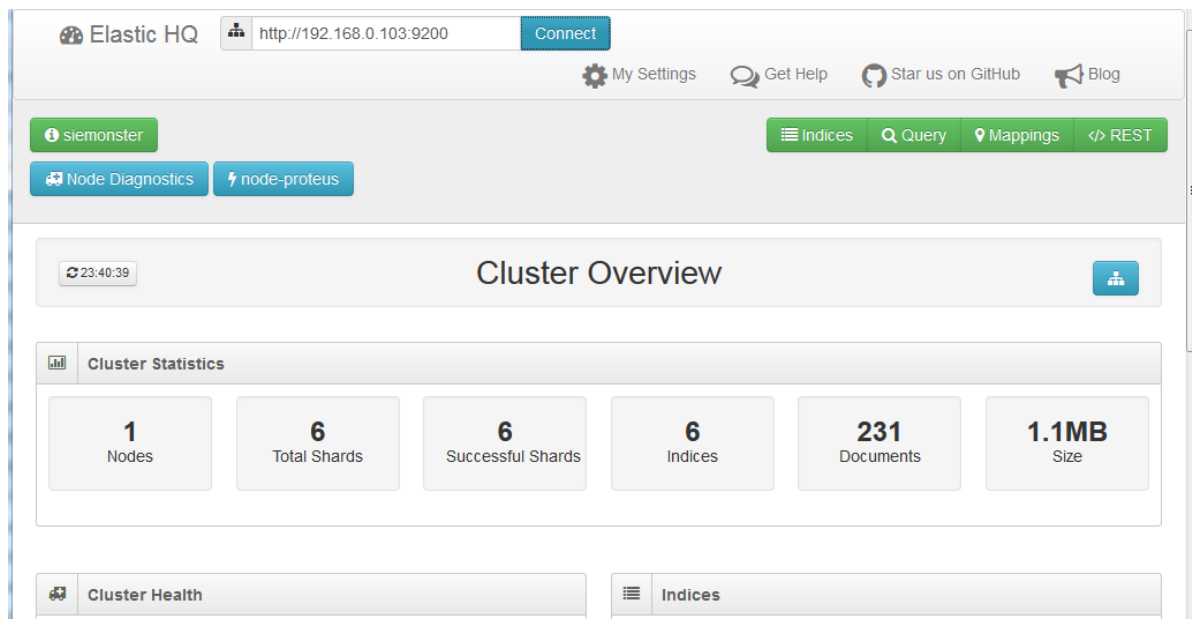 Elastic HQ http://192.168.0.103:9200 Connect
My Settings Get Help Star us on GitHub Blog
siemonster Indices Query Mappings </> REST
Node Diagnostics node-proteus
23:40:39 Cluster Overview
Cluster Statistics
1 6 6 6 231 1.1MB
Nodes Total Shards Successful Shards Indices Documents Size
Cluster Health Indices